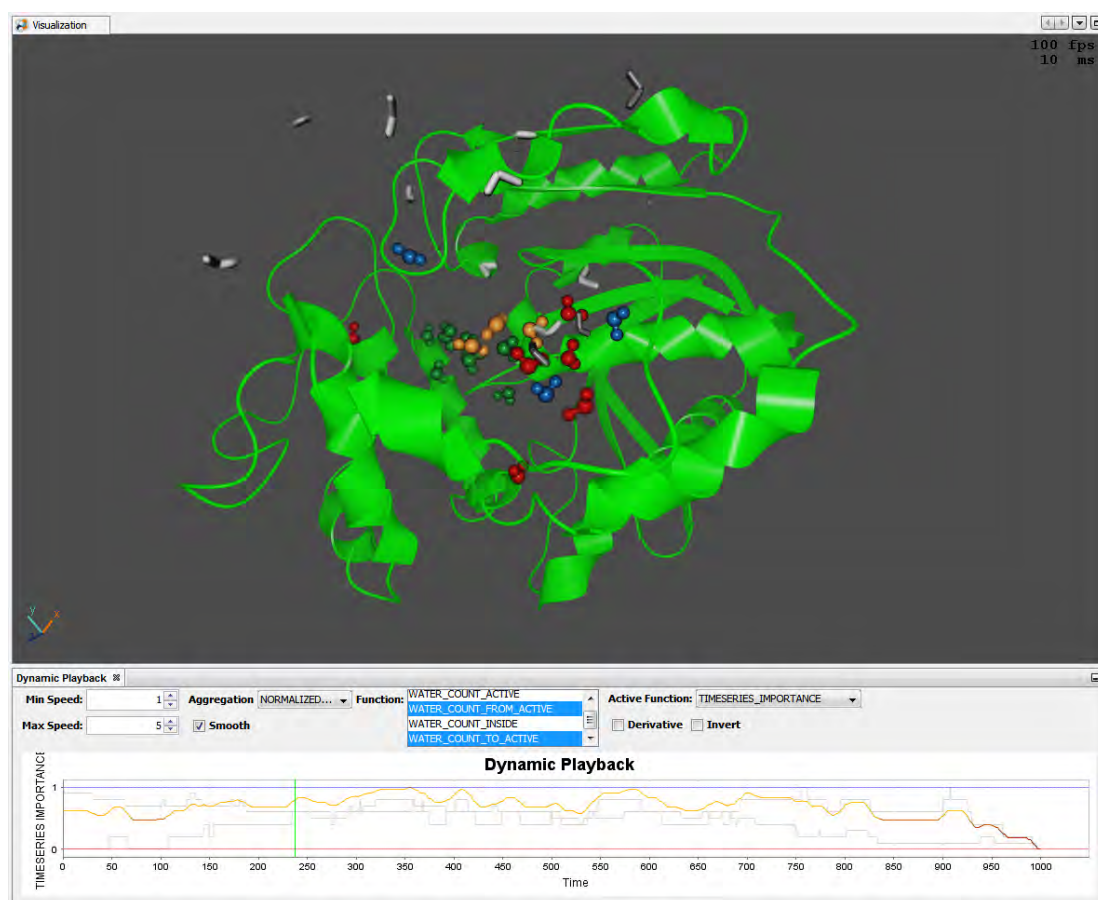 Visualization
100 fps
10 ms
y x
Dynamic Playback
Min Speed: 1 Aggregation NORMALIZED... Function: WATER_COUNT_ACTIVE Active Function: TIMESERIES_IMPORTANCE
WATER_COUNT_FROM_ACTIVE
Max Speed: 5 Smooth WATER_COUNT_INSIDE Derivative Invert
WATER_COUNT_TO_ACTIVE
Dynamic Playback
TIMESERIES IMPORTANCE
1
0
0 50 100 150 200 250 300 350 400 450 500 550 600 650 700 750 800 850 900 950 1000
Time